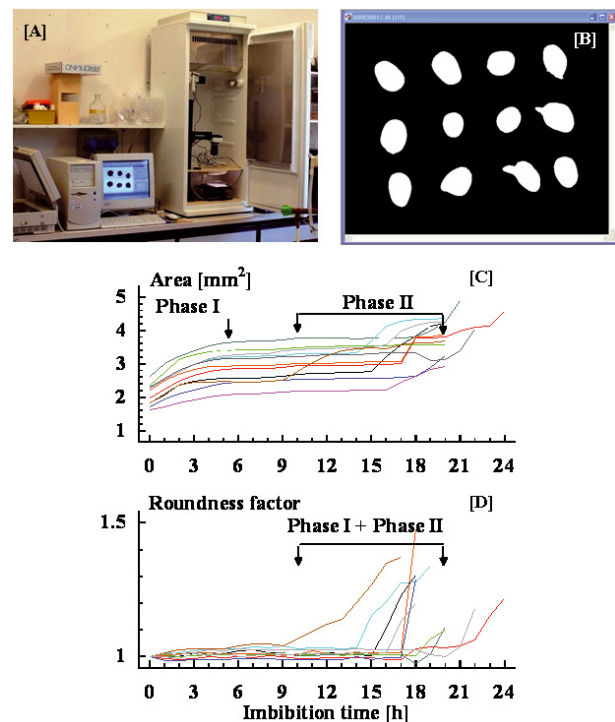 [A]
[B]
Area [mm²]
[C]
Phase I
Phase II
5
4
3
2
1
0 3 6 9 12 15 18 21 24
Roundness factor
[D]
Phase I + Phase II
1.5
1
0 3 6 9 12 15 18 21 24
Imbibition time [h]